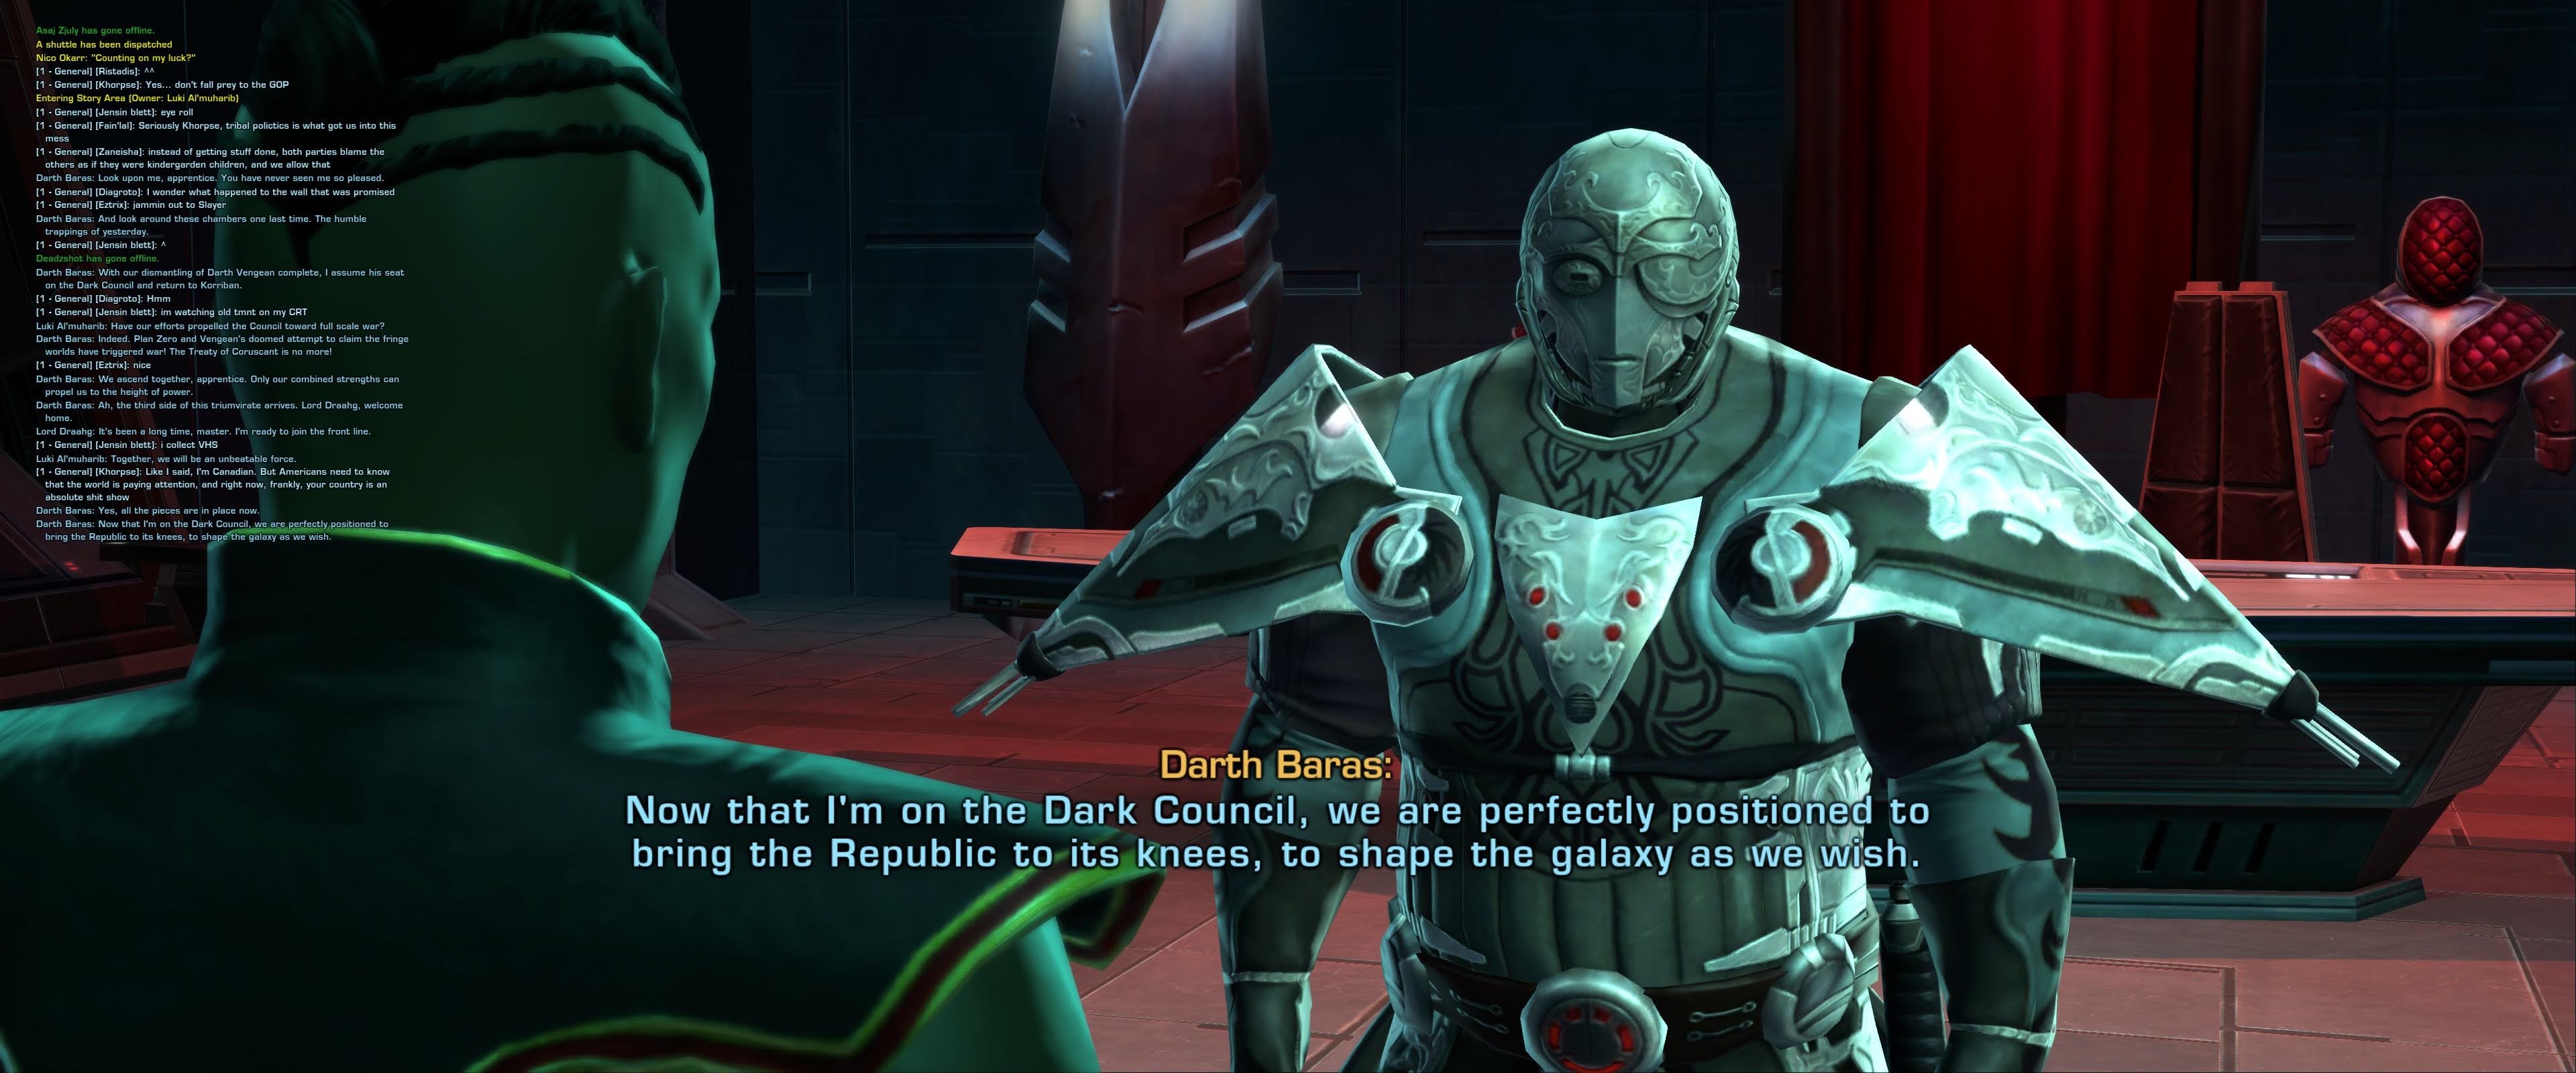 Asaj Zjuly has gone offline.
A shuttle has been dispatched
Nico Okarr: "Counting on my luck?"
[1 - General] [Ristadis]: ^^
[1 - General] [Khorpse]: Yes... don't fall prey to the GOP
Entering Story Area (Owner: Luki Al'muharib)
[1 - General] [Jensin blett]: eye roll
[1 - General] [Fain'lal]: Seriously Khorpse, tribal polictics is what got us into this
mess
[1 - General] [Zaneisha]: instead of getting stuff done, both parties blame the
others as if they were kindergarden children, and we allow that
Darth Baras: Look upon me, apprentice. You have never seen me so pleased.
[1 - General] [Diagroto]: I wonder what happened to the wall that was promised
[1 - General] [Eztrix]: jammin out to Slayer
Darth Baras: And look around these chambers one last time. The humble
trappings of yesterday.
[1 - General] [Jensin blett]: ^
Deadzshot has gone offline.
Darth Baras: With our dismantling of Darth Vengean complete, I assume his seat
on the Dark Council and return to Korriban.
[1 - General] [Diagroto]: Hmm
[1 - General] [Jensin blett]: im watching old tmnt on my CRT
Luki Al'muharib: Have our efforts propelled the Council toward full scale war?
Darth Baras: Indeed. Plan Zero and Vengean's doomed attempt to claim the fringe
worlds have triggered war! The Treaty of Coruscant is no more!
[1 - General] [Eztrix]: nice
Darth Baras: We ascend together, apprentice. Only our combined strengths can
propel us to the height of power.
Darth Baras: Ah, the third side of this triumvirate arrives. Lord Draahg, welcome
home.
Lord Draahg: It's been a long time, master. I'm ready to join the front line.
[1 - General] [Jensin blett]: i collect VHS
Luki Al'muharib: Together, we will be an unbeatable force.
[1 - General] [Khorpse]: Like I said, I'm Canadian. But Americans need to know
that the world is paying attention, and right now, frankly, your country is an
absolute shit show
Darth Baras: Yes, all the pieces are in place now.
Darth Baras: Now that I'm on the Dark Council, we are perfectly positioned to
bring the Republic to its knees, to shape the galaxy as we wish.
Darth Baras:
Now that I'm on the Dark Council, we are perfectly positioned to
bring the Republic to its knees, to shape the galaxy as we wish.